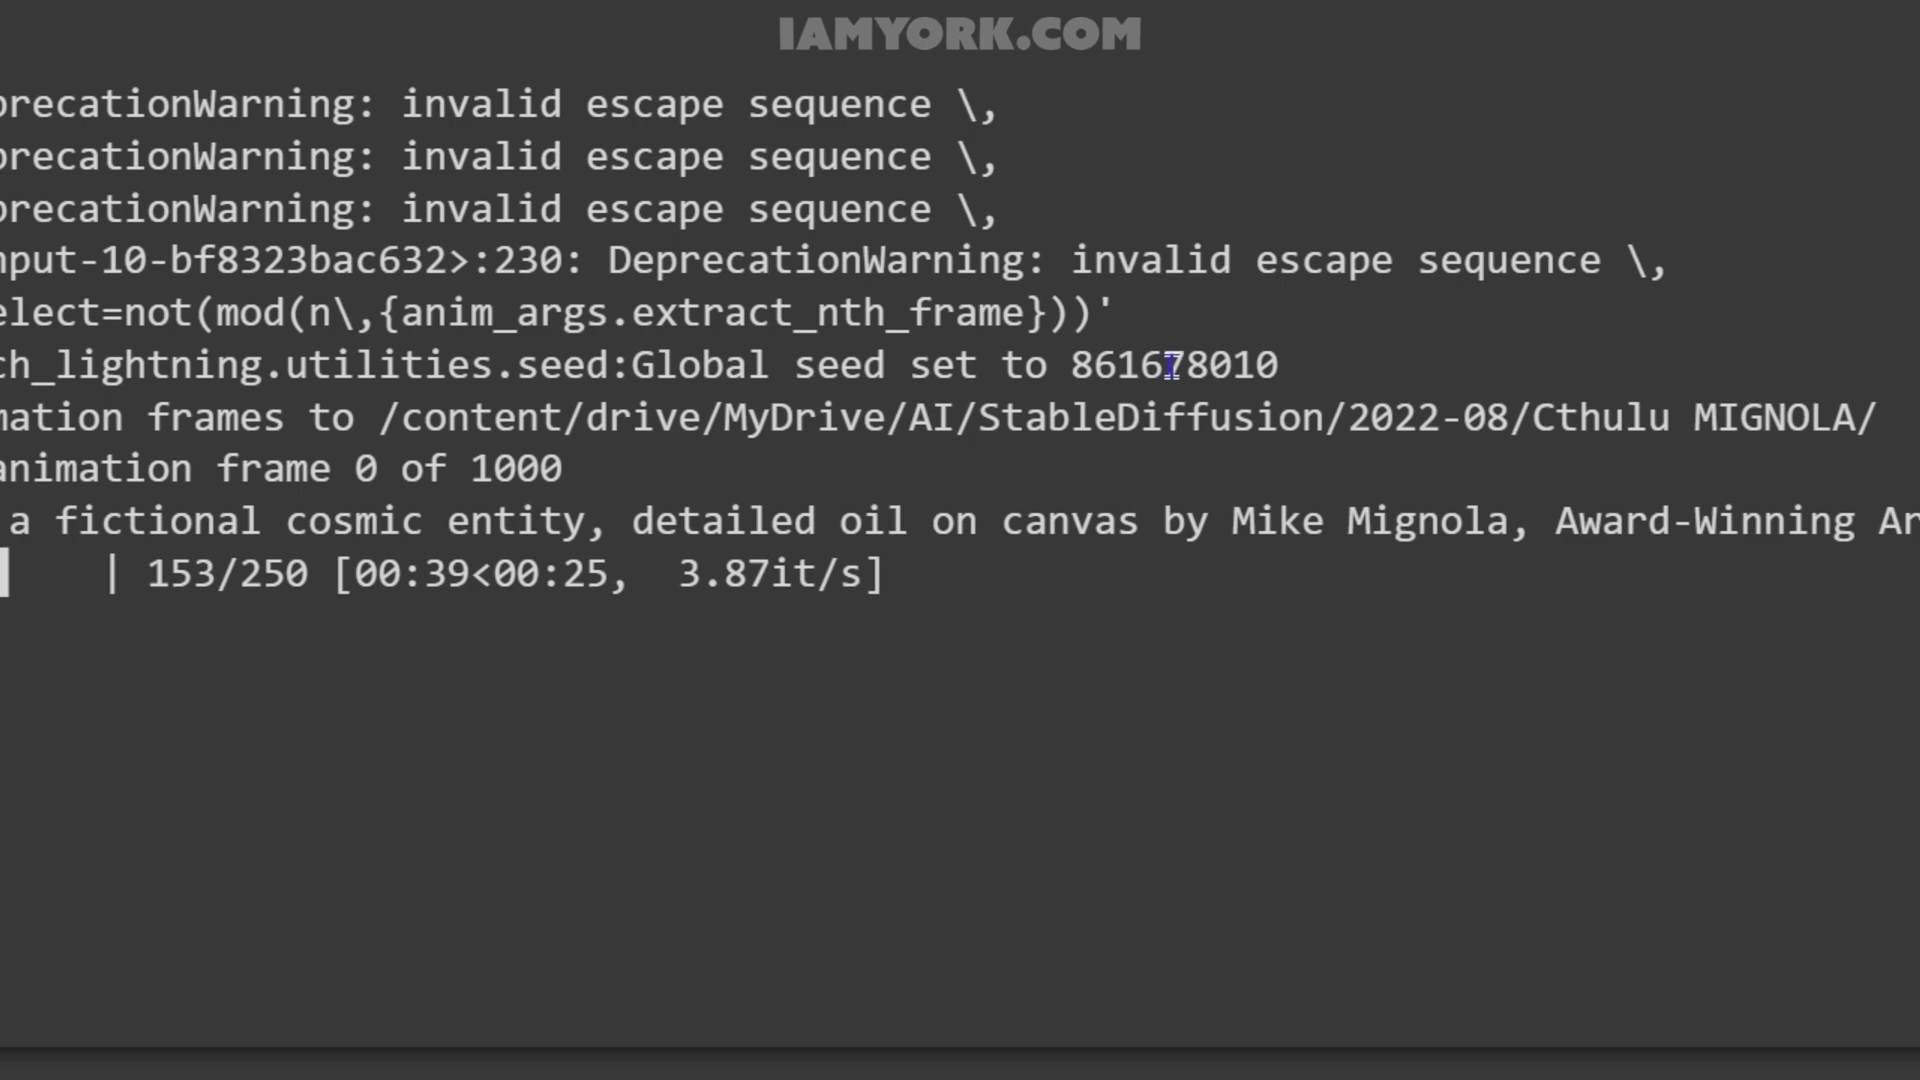 IAMYORK.COM
precationWarning: invalid escape sequence \,
precationWarning: invalid escape sequence \,
precationWarning: invalid escape sequence \,
nput-10-bf8323bac632>:230: DeprecationWarning: invalid escape sequence \,
elect=not(mod(n\,{anim_args.extract_nth_frame}))'
ch_lightning.utilities.seed:Global seed set to 861678010
mation frames to /content/drive/MyDrive/AI/StableDiffusion/2022-08/Cthulu MIGNOLA/
animation frame 0 of 1000
a fictional cosmic entity, detailed oil on canvas by Mike Mignola, Award-Winning Ar
| 153/250 [00:39<00:25, 3.87it/s]